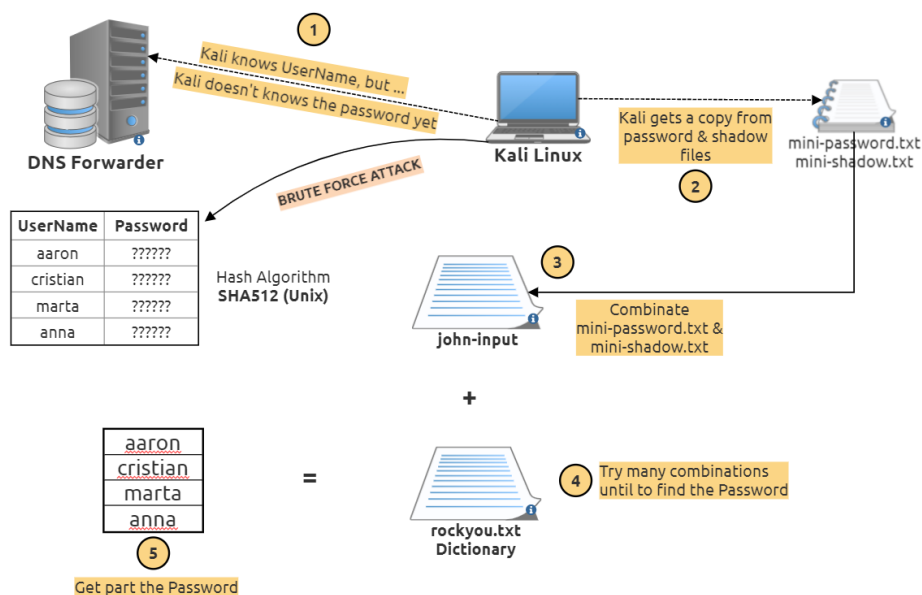 1
Kali knows UserName, but ...
Kali doesn't knows the password yet
DNS Forwarder
Kali Linux
Kali gets a copy from
password & shadow
files
2
mini-password.txt
mini-shadow.txt
BRUTE FORCE ATTACK
UserName Password
aaron ??????
cristian ??????
marta ??????
anna ??????
Hash Algorithm
SHA512 (Unix)
3
john-input
Combinate
mini-password.txt &
mini-shadow.txt
+
aaron
cristian
marta
anna
=
rockyou.txt
Dictionary
4
Try many combinations
until to find the Password
5
Get part the Password